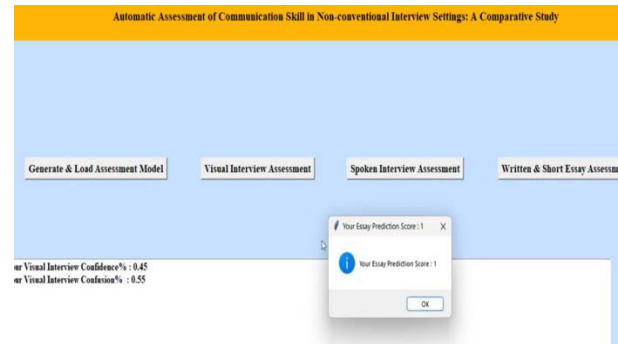 Automatic Assessment of Communication Skill in Non-conventional Interview Settings: A Comparative Study
Generate & Load Assessment Model
Visual Interview Assessment
Spoken Interview Assessment
Written & Short Essay Assessm
Your Essay Prediction Score : 1
X
Your Essay Prediction Score : 1
OK
ur Visual Interview Confidence% : 0.45
ur Visual Interview Confusion% : 0.55